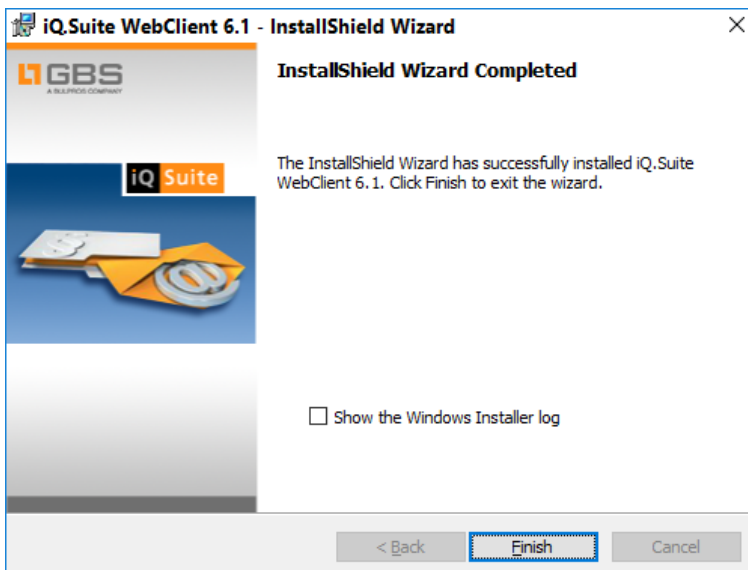 iQ.Suite WebClient 6.1 - InstallShield Wizard
GBS
A BULPROS COMPANY
InstallShield Wizard Completed
The InstallShield Wizard has successfully installed iQ.Suite
WebClient 6.1. Click Finish to exit the wizard.
iQ Suite
§
@
Show the Windows Installer log
< Back
Finish
Cancel